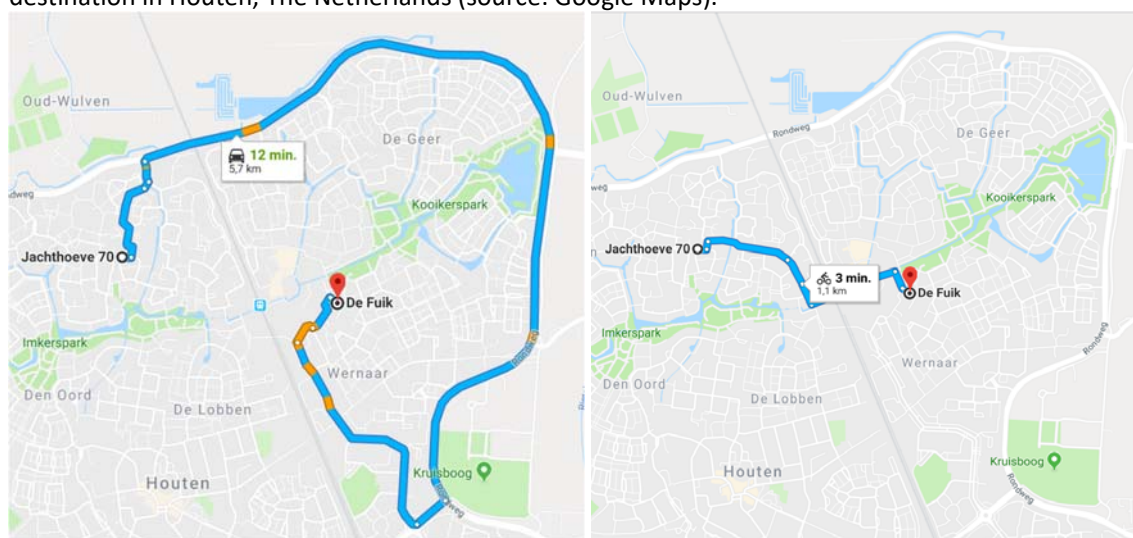 destination in Houten, The Netherlands (source: Google Maps).
Oud-Wulven
De Geer
12 min.
5,7 km
Kooikerspark
Jachthoeve 70
De Fuik
Imkerspark
Wernaar
Den Oord
De Lobben
Kruisboog
Houten
Rondweg
Oud-Wulven
Rondweg
De Geer
weg
Kooikerspark
Jachthoeve 70
3 min.
1,1 km
De Fuik
Imkerspark
Rondweg
Wernaar
Den Oord
De Lobben
Kruisboog
Houten
Rondweg